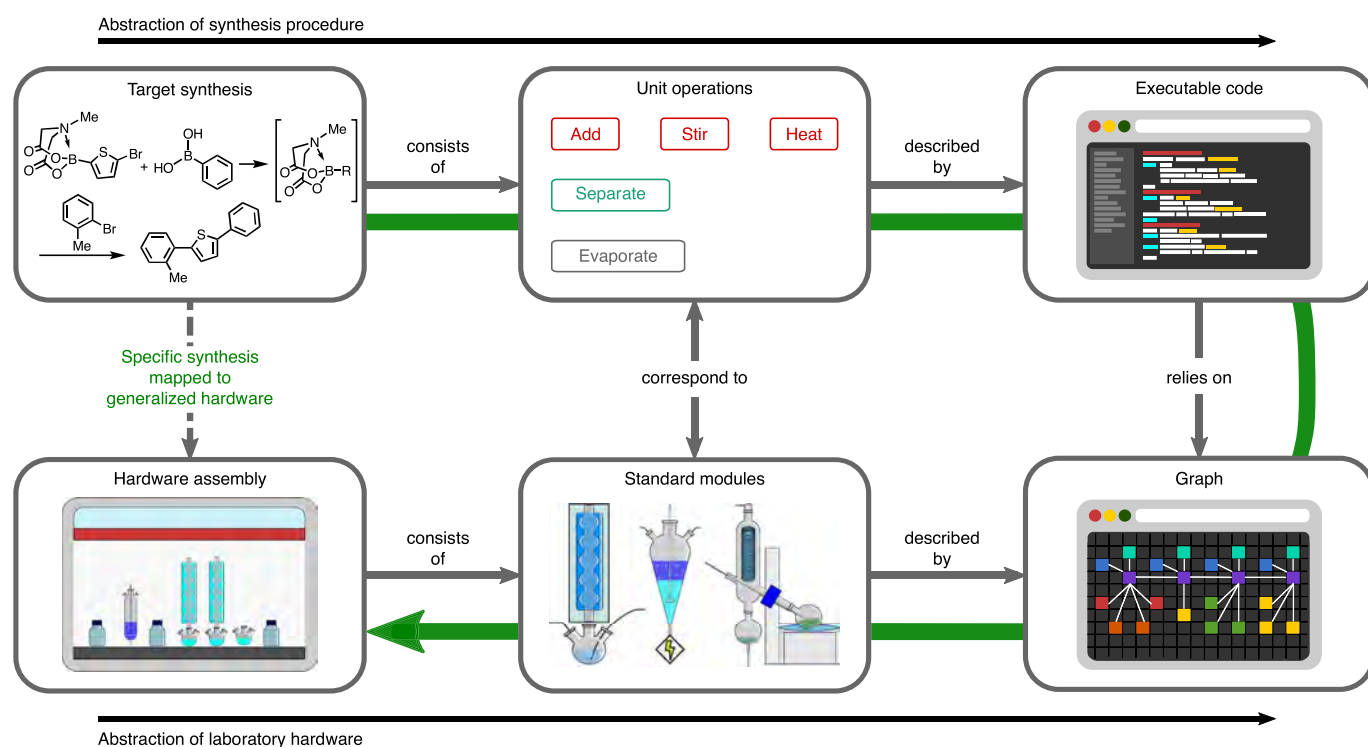 Abstraction of synthesis procedure
Target synthesis
Me
N
O
O
B
O
O
S
Br
+
OH
B
HO
Me
N
O
O
B-R
O
O
Br
Me
S
Me
consists
of
Unit operations
Add
Stir
Heat
Separate
Evaporate
described
by
Executable code
Specific synthesis
mapped to
generalized hardware
correspond to
relies on
Hardware assembly
consists
of
Standard modules
described
by
Graph
Abstraction of laboratory hardware